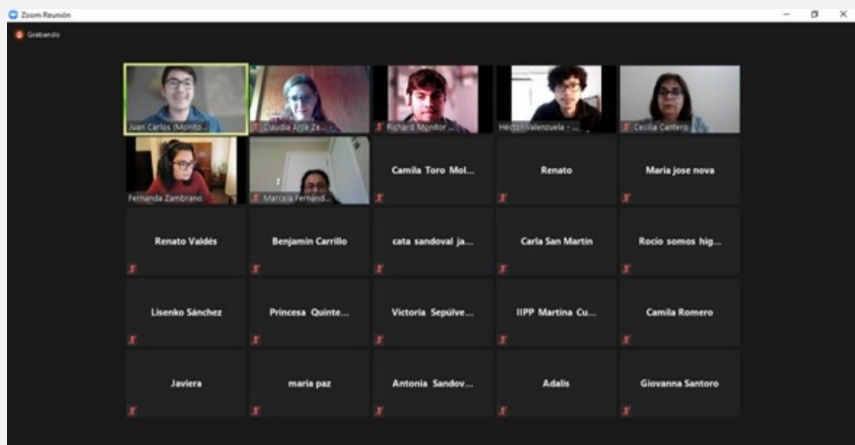 Zoom Reunión
Grabando
Juan Carlos (Monito...
Claudia Arce Ze...
Richard Monitor ...
Héctor Valenzuela - ...
Cecilia Cantero
Fernanda Zambrano
Marcela Fernánd...
Camila Toro Mol...
Renato
Maria jose nova
Renato Valdés
Benjamin Carrillo
cata sandoval ja...
Carla San Martin
Rocio somos hig...
Lisenko Sánchez
Princesa Quinte...
Victoria Sepúlve...
IIPP Martina Cu...
Camila Romero
Javiera
maria paz
Antonia Sandov...
Adalis
Giovanna Santoro